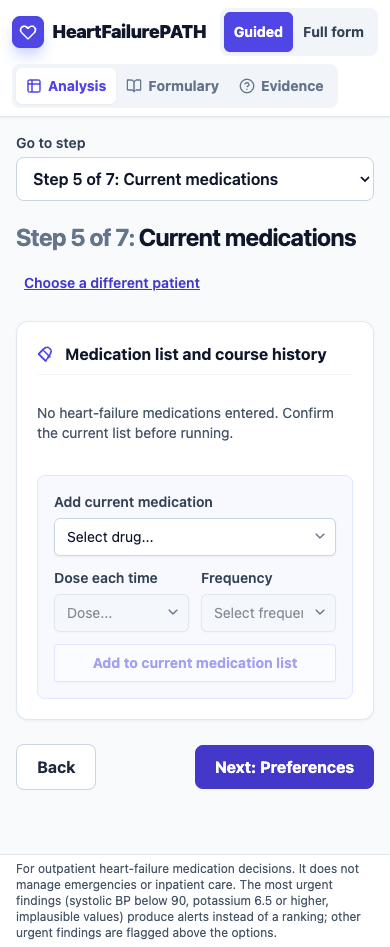 HeartFailurePATH
Guided
Full form
Analysis
Formulary
Evidence
Go to step
Step 5 of 7: Current medications
Step 5 of 7: Current medications
Choose a different patient
Medication list and course history
No heart-failure medications entered. Confirm
the current list before running.
Add current medication
Select drug...
Dose each time
Frequency
Dose...
Select frequer
Add to current medication list
Back
Next: Preferences
For outpatient heart-failure medication decisions. It does not
manage emergencies or inpatient care. The most urgent
findings (systolic BP below 90, potassium 6.5 or higher,
implausible values) produce alerts instead of a ranking; other
urgent findings are flagged above the options.